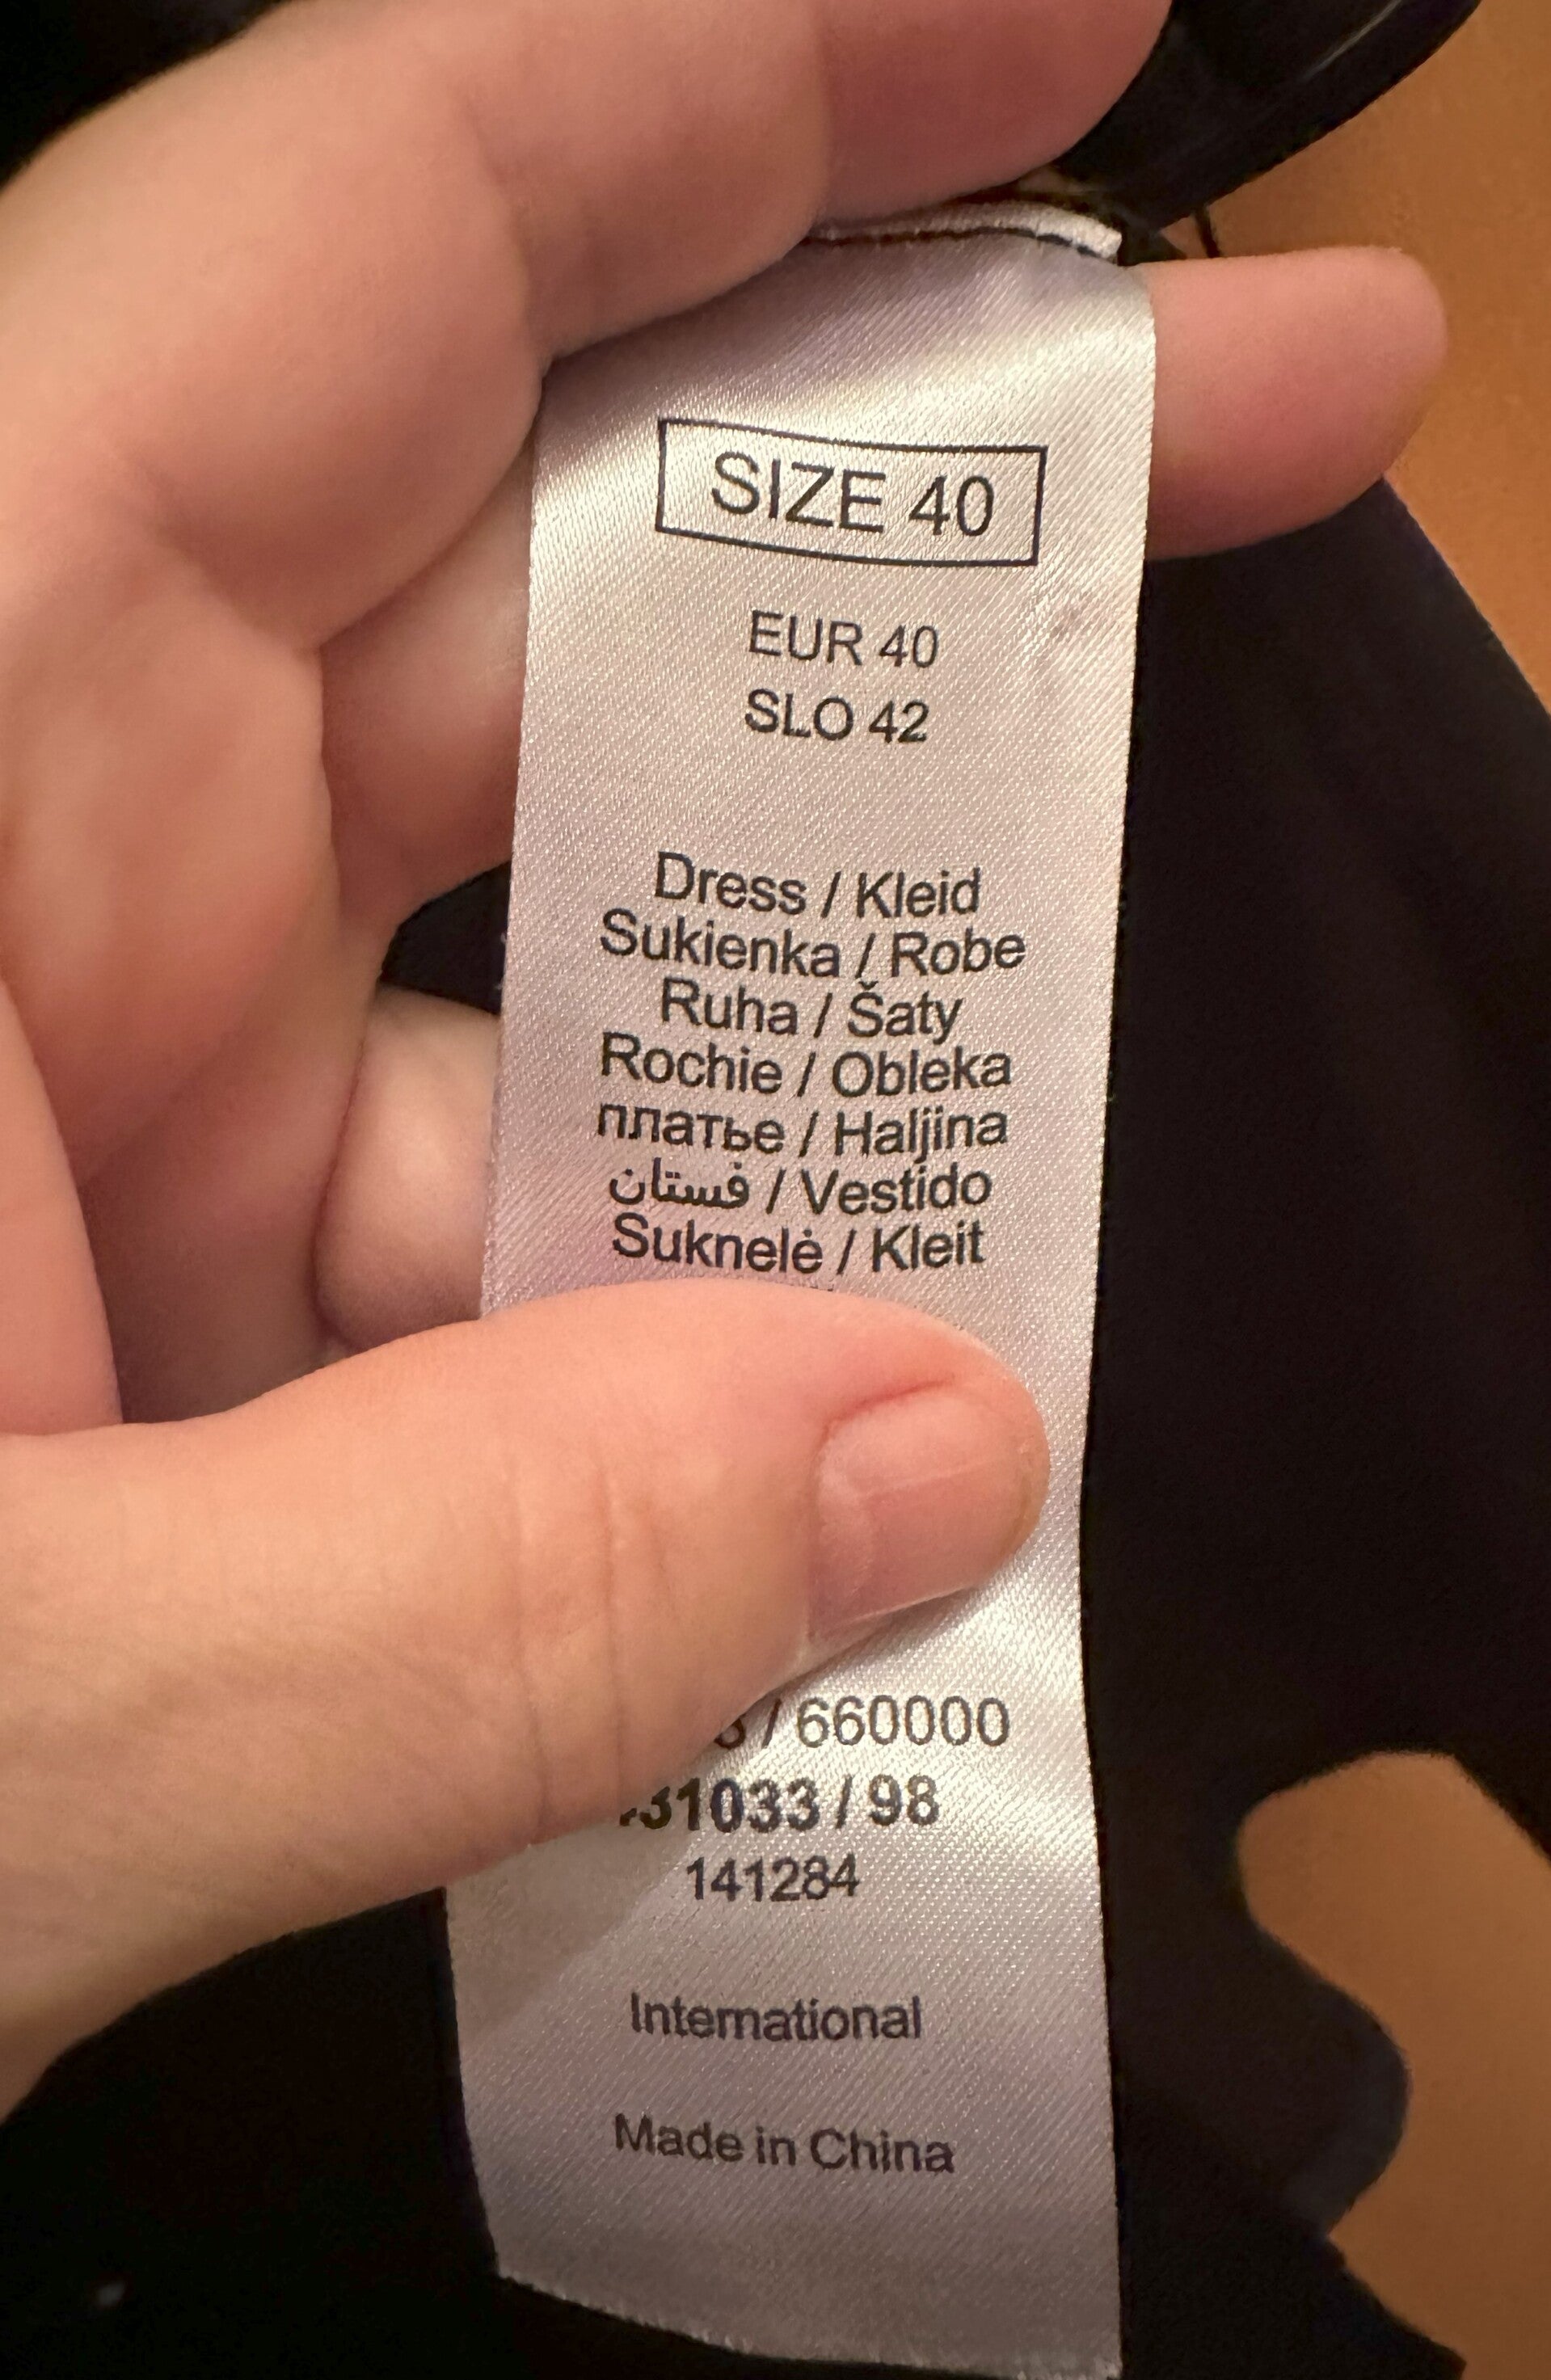 SIZE 40
EUR 40
SLO 42
Dress / Kleid
Sukienka / Robe
Ruha / Šaty
Rochie / Obleka
платье / Haljina
فستان / Vestido
Suknelė / Kleit
/ 660000
/ 98
141284
International
Made in China